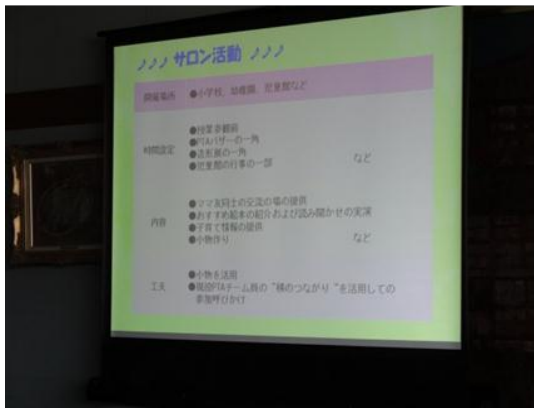 ♪♪♪ サロン活動 ♪♪♪
開催場所 ●小学校、幼稚園、児童館など
時間設定 ●授業参観前
●PTAバザーの一角
●造形展の一角
●児童館の行事の一部 など
内容 ●ママ友同士の交流の場の提供
●おすすめ絵本の紹介および読み聞かせの実演
●子育て情報の提供
●小物作り など
工夫 ●小物を活用
●現役PTAチーム員の“横のつながり“を活用しての
参加呼びかけ